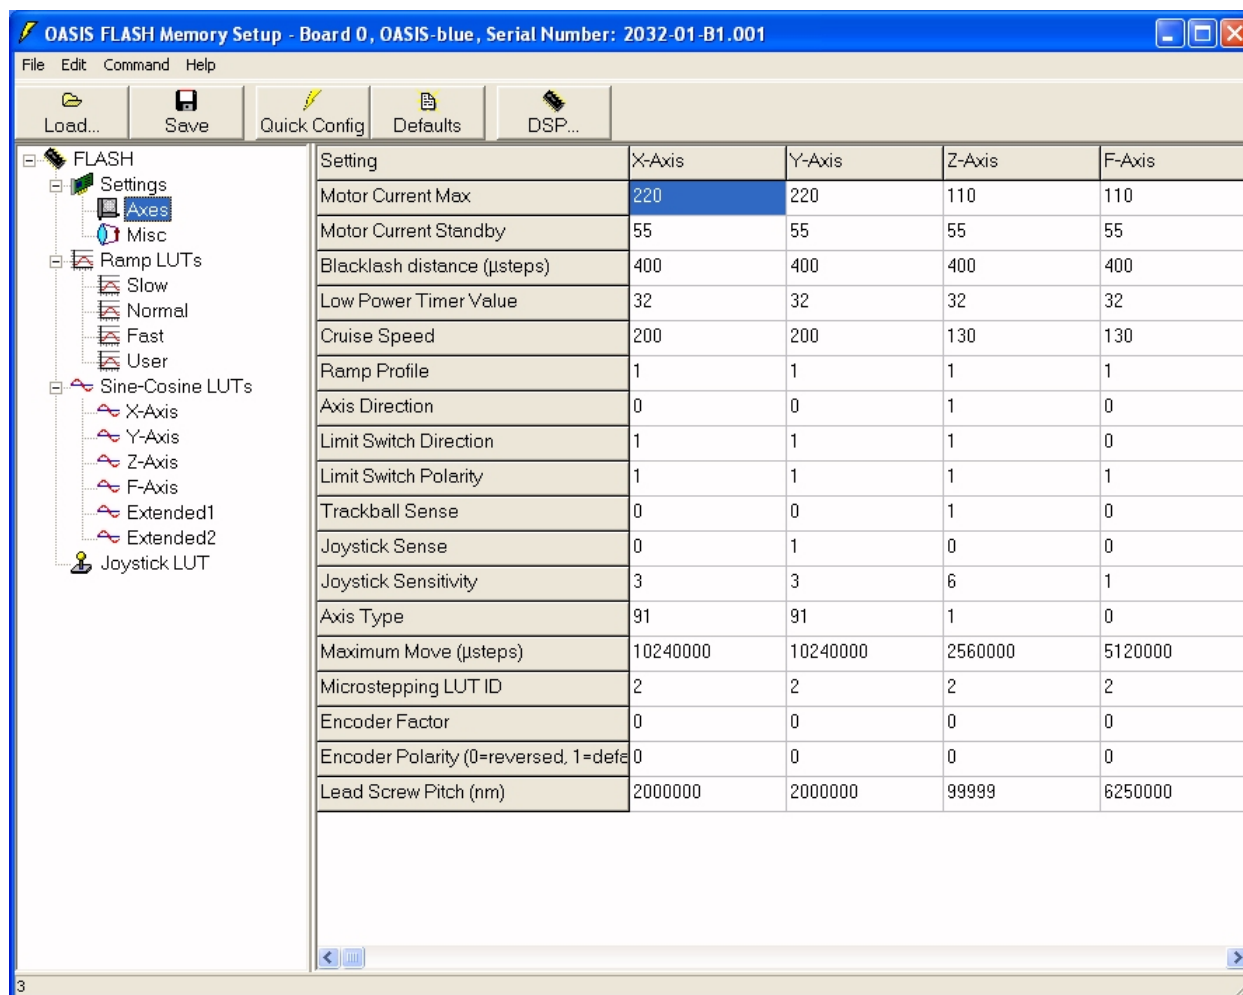 OASIS FLASH Memory Setup - Board 0, OASIS-blue, Serial Number: 2032-01-B1.001
File Edit Command Help
Load... Save Quick Config Defaults DSP...
FLASH
Settings
Axes
Misc
Ramp LUTs
Slow
Normal
Fast
User
Sine-Cosine LUTs
X-Axis
Y-Axis
Z-Axis
F-Axis
Extended1
Extended2
Joystick LUT
Setting X-Axis Y-Axis Z-Axis F-Axis
Motor Current Max 220 220 110 110
Motor Current Standby 55 55 55 55
Blacklash distance (µsteps) 400 400 400 400
Low Power Timer Value 32 32 32 32
Cruise Speed 200 200 130 130
Ramp Profile 1 1 1 1
Axis Direction 0 0 1 0
Limit Switch Direction 1 1 1 0
Limit Switch Polarity 1 1 1 1
Trackball Sense 0 0 1 0
Joystick Sense 0 1 0 0
Joystick Sensitivity 3 3 6 1
Axis Type 91 91 1 0
Maximum Move (µsteps) 10240000 10240000 2560000 5120000
Microstepping LUT ID 2 2 2 2
Encoder Factor 0 0 0 0
Encoder Polarity (0=reversed, 1=defa 0 0 0 0
Lead Screw Pitch (nm) 2000000 2000000 99999 6250000
3